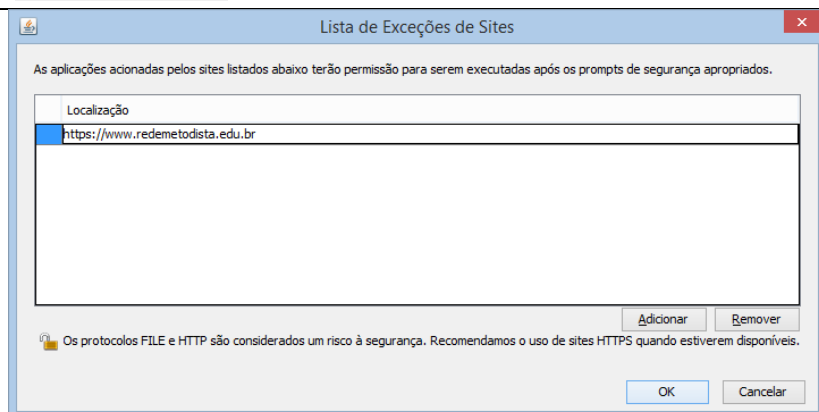 Lista de Exceções de Sites
As aplicações acionadas pelos sites listados abaixo terão permissão para serem executadas após os prompts de segurança apropriados.
Localização
https://www.redemetodista.edu.br
Adicionar Remover
Os protocolos FILE e HTTP são considerados um risco à segurança. Recomendamos o uso de sites HTTPS quando estiverem disponíveis.
OK Cancelar